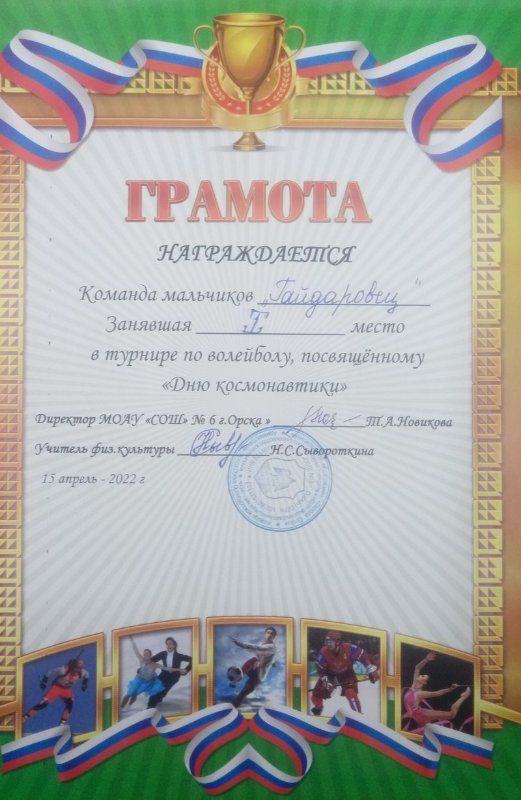 ГРАМОТА
НАГРАЖДАЕТСЯ
Команда мальчиков „Гайдаровец"
Занявшая I место
в турнире по волейболу, посвящённому
«Дню космонавтики»
Директор МОАУ «СОШ» № 6 г.Орска » Т.А.Новикова
Учитель физ.культуры Н.С.Сывороткина
15 апрель - 2022 г